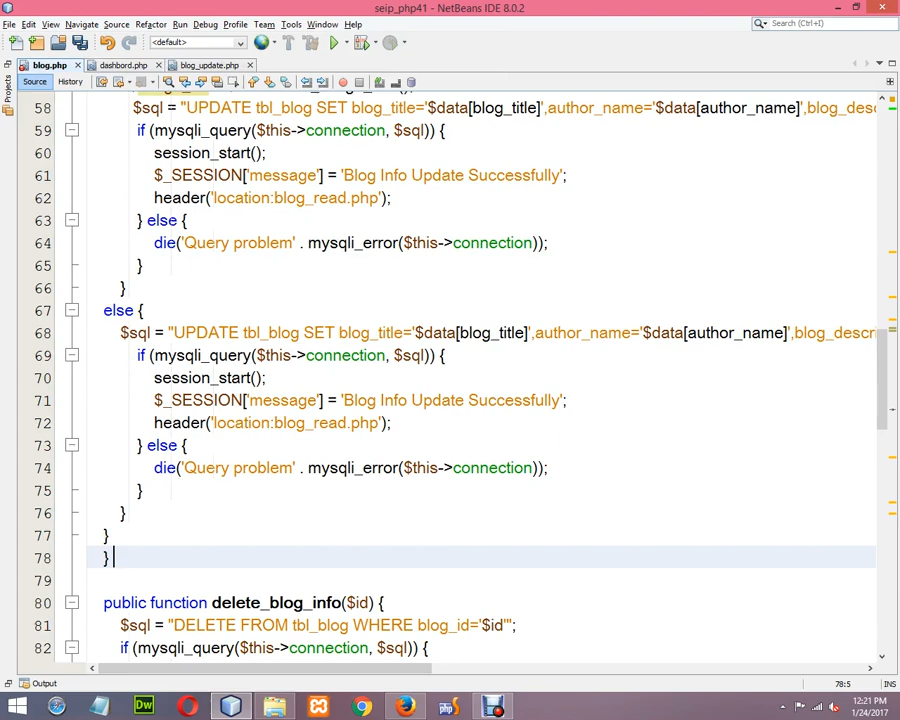 seip_php41 - NetBeans IDE 8.0.2
File Edit View Navigate Source Refactor Run Debug Profile Team Tools Window Help
Search (Ctrl+I)
<default>
blog.php dashbord.php blog_update.php
Source History
Projects
58 $sql = "UPDATE tbl_blog SET blog_title='$data[blog_title]',author_name='$data[author_name]',blog_desc
59 if (mysqli_query($this->connection, $sql)) {
60 session_start();
61 $_SESSION['message'] = 'Blog Info Update Successfully';
62 header('location:blog_read.php');
63 } else {
64 die('Query problem' . mysqli_error($this->connection));
65 }
66 }
67 else {
68 $sql = "UPDATE tbl_blog SET blog_title='$data[blog_title]',author_name='$data[author_name]',blog_descr
69 if (mysqli_query($this->connection, $sql)) {
70 session_start();
71 $_SESSION['message'] = 'Blog Info Update Successfully';
72 header('location:blog_read.php');
73 } else {
74 die('Query problem' . mysqli_error($this->connection));
75 }
76 }
77 }
78 }
79
80 public function delete_blog_info($id) {
81 $sql = "DELETE FROM tbl_blog WHERE blog_id='$id'";
82 if (mysqli_query($this->connection, $sql)) {
Output
78:5 INS
Dw
php
12:21 PM
1/24/2017